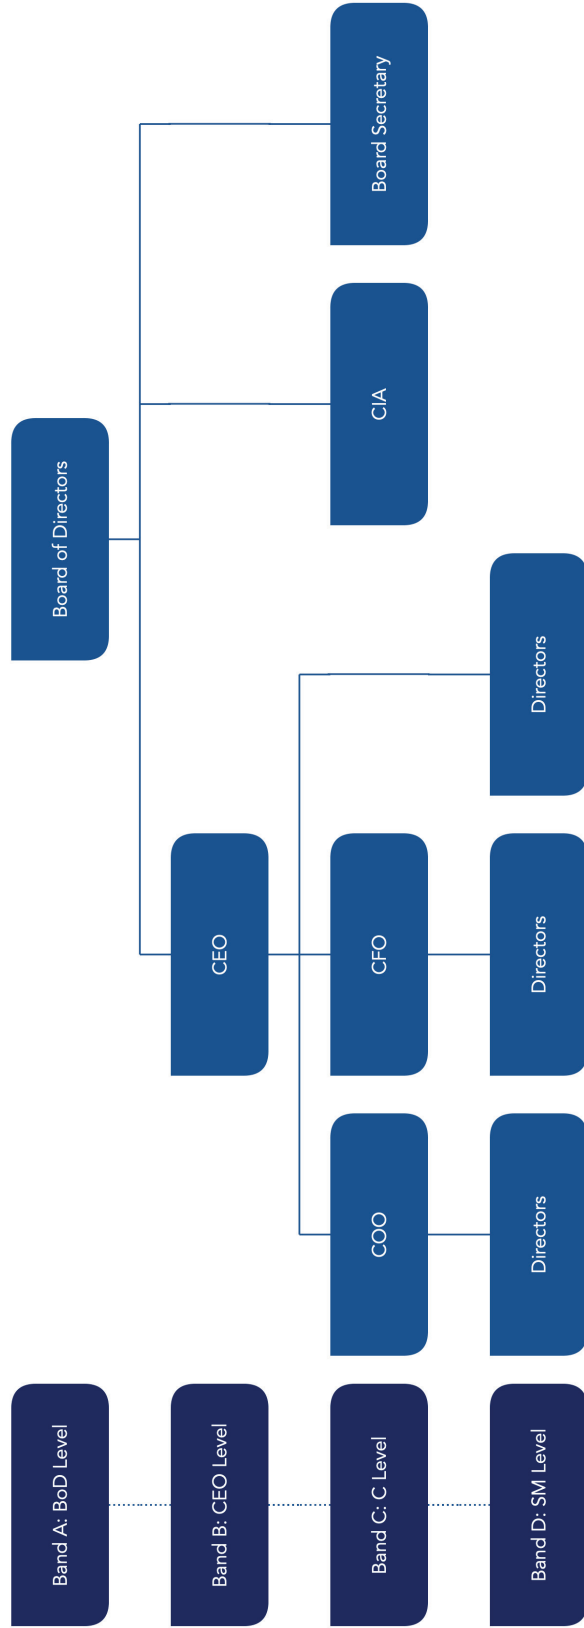 Band A: BoD Level
Board of Directors
Band B: CEO Level
CEO
Band C: C Level
COO
CFO
CIA
Board Secretary
Band D: SM Level
Directors
Directors
Directors